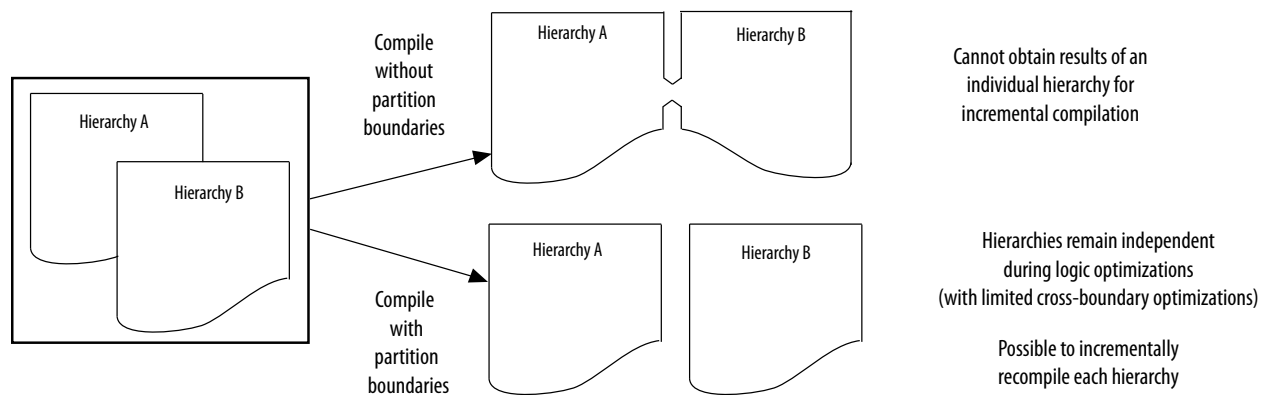 Hierarchy A
Hierarchy B
Compile
without
partition
boundaries
Hierarchy A
Hierarchy B
Cannot obtain results of an
individual hierarchy for
incremental compilation
Compile
with
partition
boundaries
Hierarchy A
Hierarchy B
Hierarchies remain independent
during logic optimizations
(with limited cross-boundary optimizations)
Possible to incrementally
recompile each hierarchy